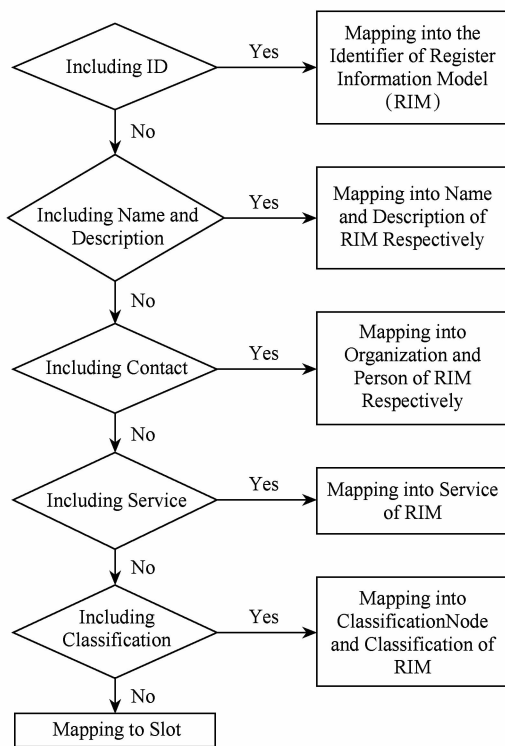 Including ID
Yes
Mapping into the
Identifier of Register
Information Model
(RIM)
No
Including Name and
Description
Yes
Mapping into Name
and Description of
RIM Respectively
No
Including Contact
Yes
Mapping into
Organization and
Person of RIM
Respectively
No
Including Service
Yes
Mapping into Service
of RIM
No
Including
Classification
Yes
Mapping into
ClassificationNode
and Classification of
RIM
No
Mapping to Slot